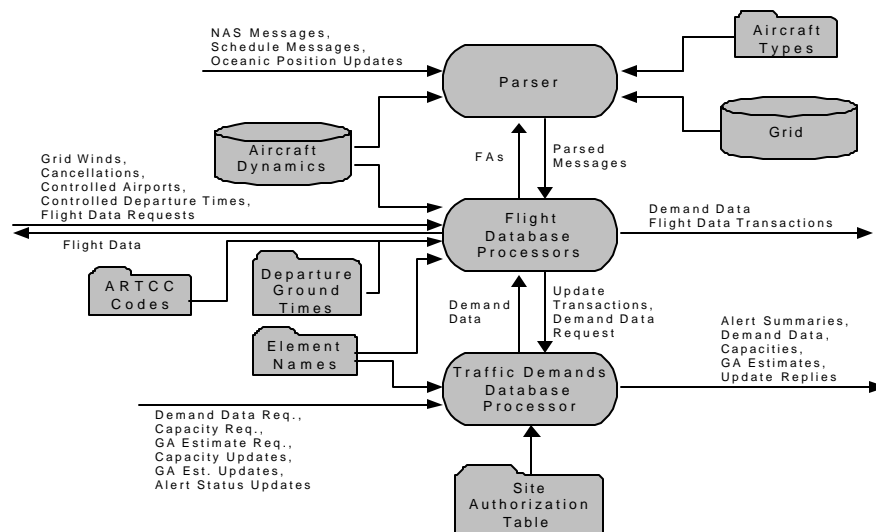 NAS Messages,
Schedule Messages,
Oceanic Position Updates
Aircraft
Types
Parser
Grid
Aircraft
Dynamics
FAs
Parsed
Messages
Grid Winds,
Cancellations,
Controlled Airports,
Controlled Departure Times,
Flight Data Requests
Flight Data
Flight
Database
Processors
Demand Data
Flight Data Transactions
ARTCC
Codes
Departure
Ground
Times
Element
Names
Demand
Data
Update
Transactions,
Demand Data
Request
Alert Summaries,
Demand Data,
Capacities,
GA Estimates,
Update Replies
Traffic Demands
Database
Processor
Demand Data Req.,
Capacity Req.,
GA Estimate Req.,
Capacity Updates,
GA Est. Updates,
Alert Status Updates
Site
Authorization
Table